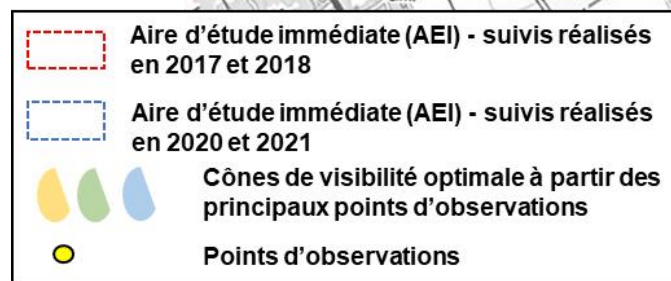 Aire d'étude immédiate (AEI) - suivis réalisés
en 2017 et 2018
Aire d'étude immédiate (AEI) - suivis réalisés
en 2020 et 2021
Cônes de visibilité optimale à partir des
principaux points d'observations
Points d'observations